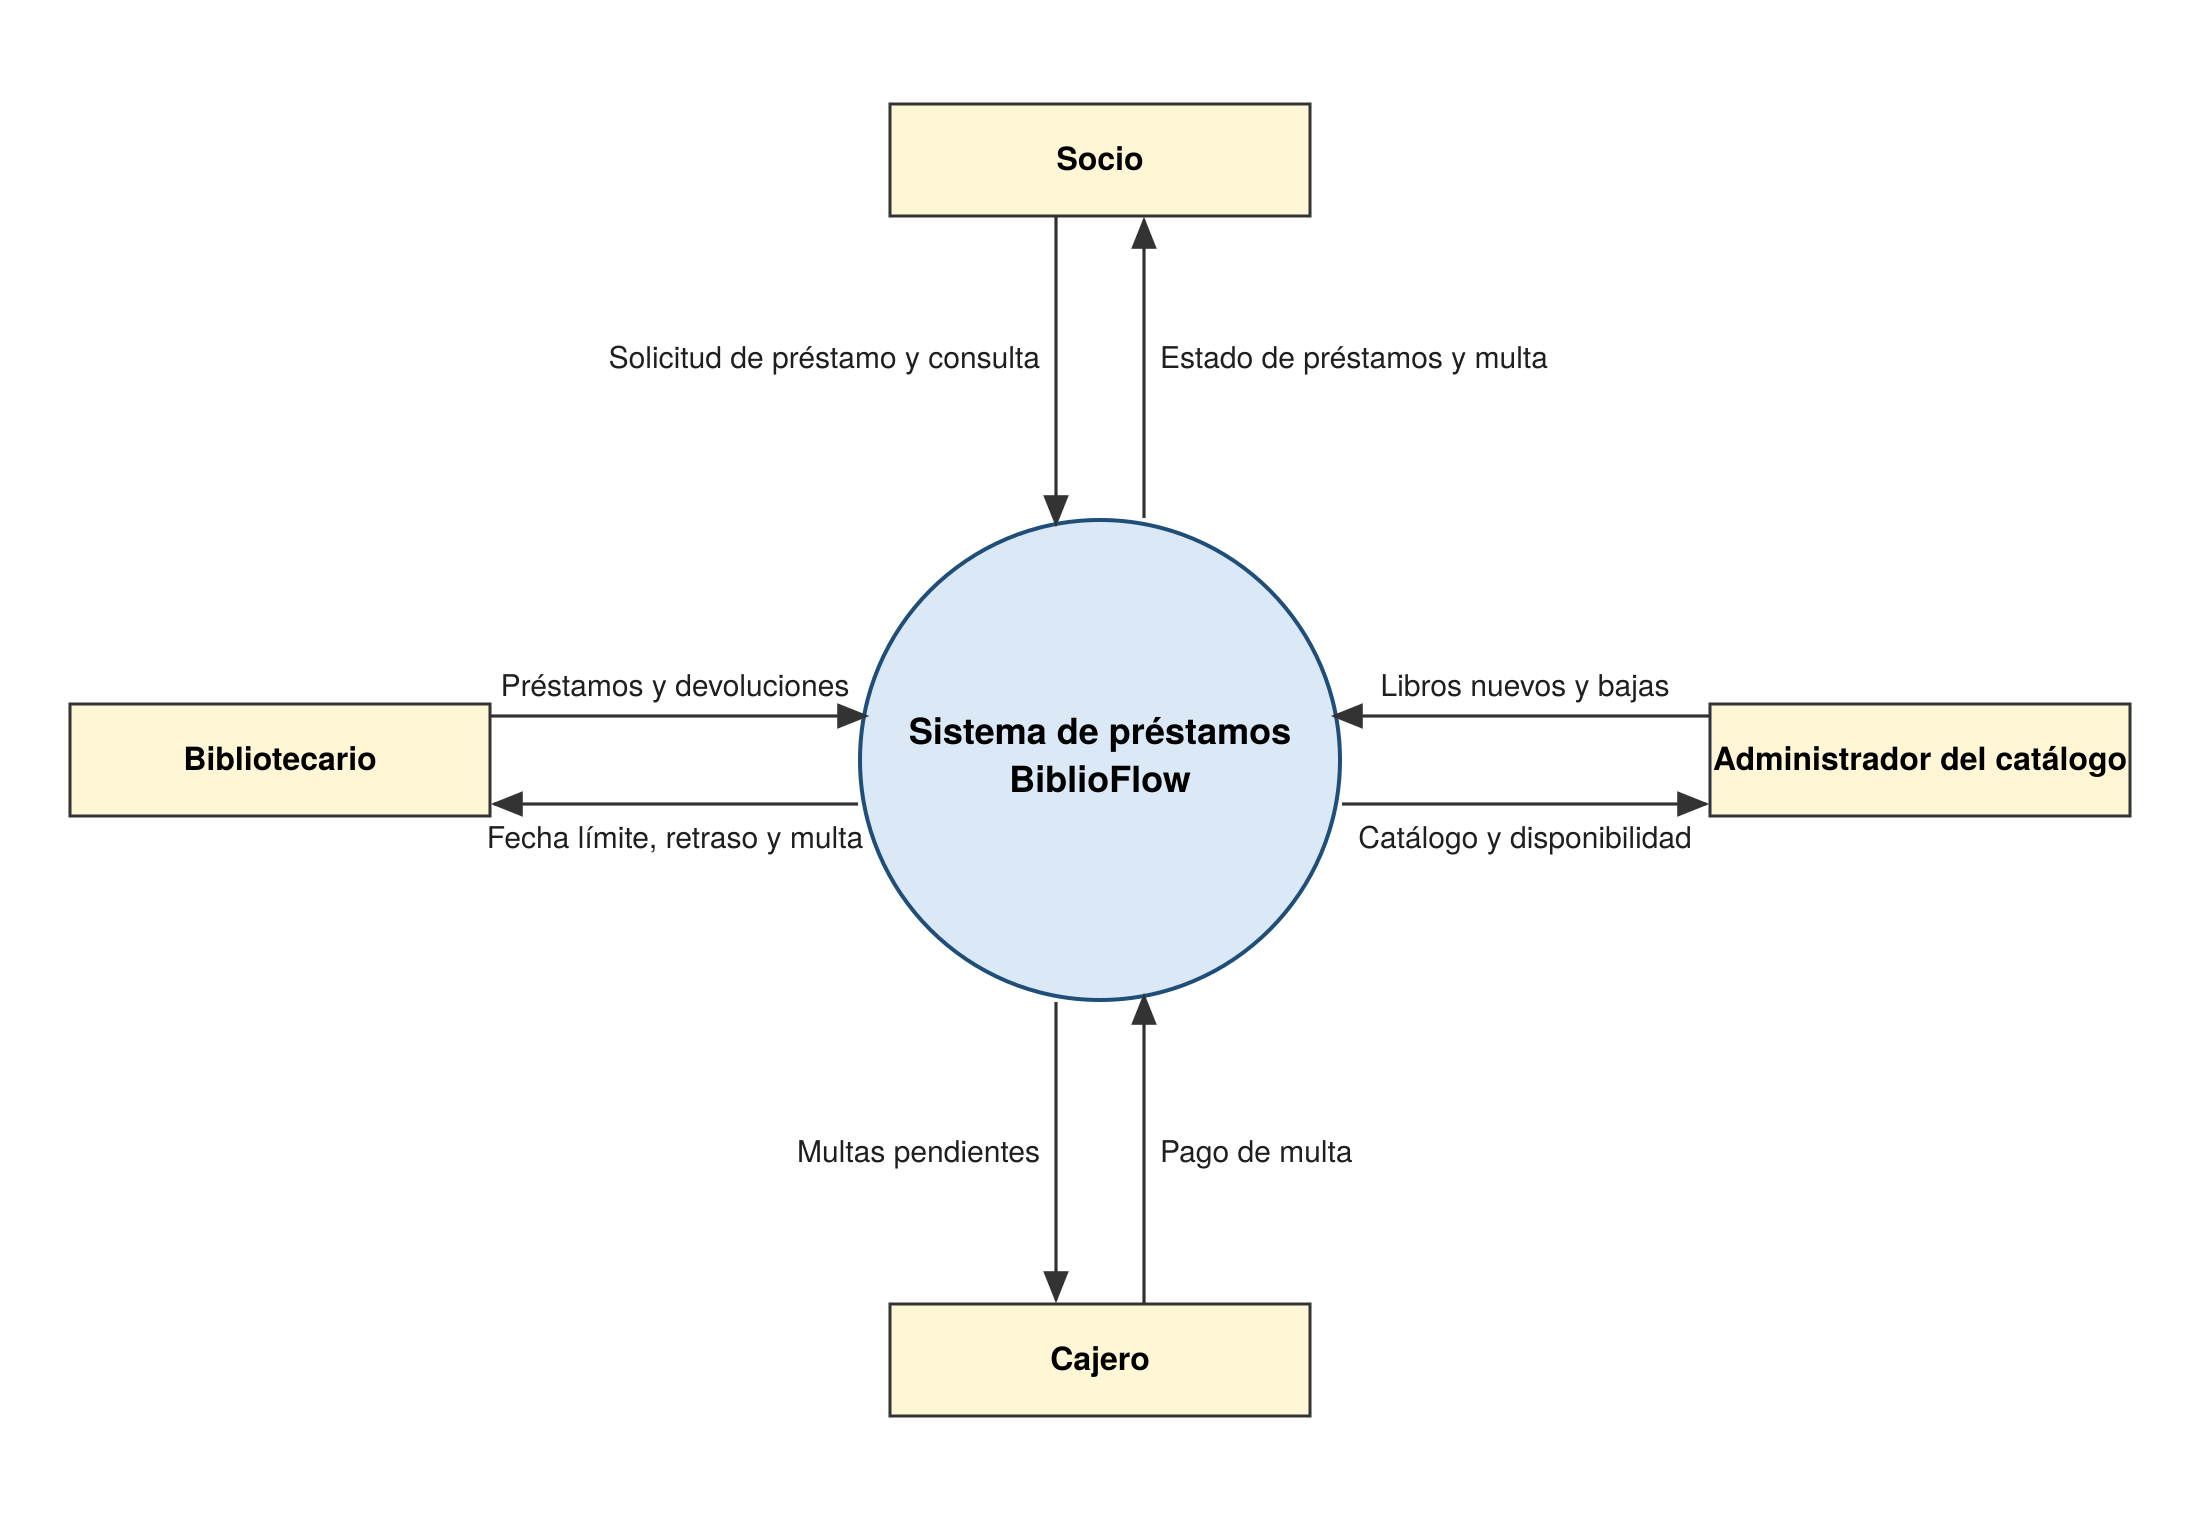 Socio
Solicitud de préstamo y consulta
Estado de préstamos y multa
Préstamos y devoluciones
Libros nuevos y bajas
Bibliotecario
Sistema de préstamos
BiblioFlow
Administrador del catálogo
Fecha límite, retraso y multa
Catálogo y disponibilidad
Multas pendientes
Pago de multa
Cajero